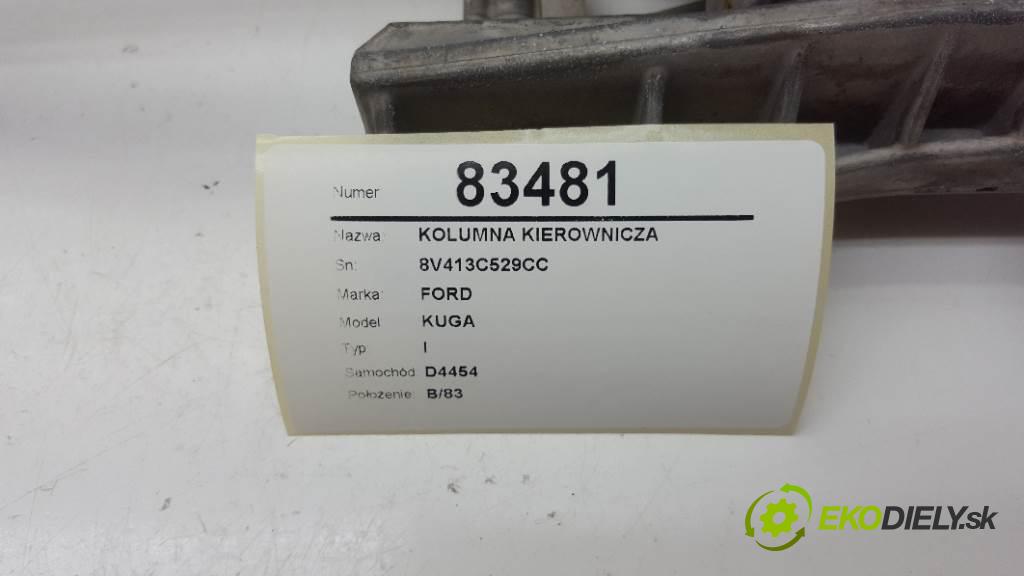 Numer 83481
Nazwa: KOLUMNA KIEROWNICZA
Sn: 8V413C529CC
Marka: FORD
Model KUGA
Typ I
Samochód D4454
Położenie: B/83
EKODIELY.sk